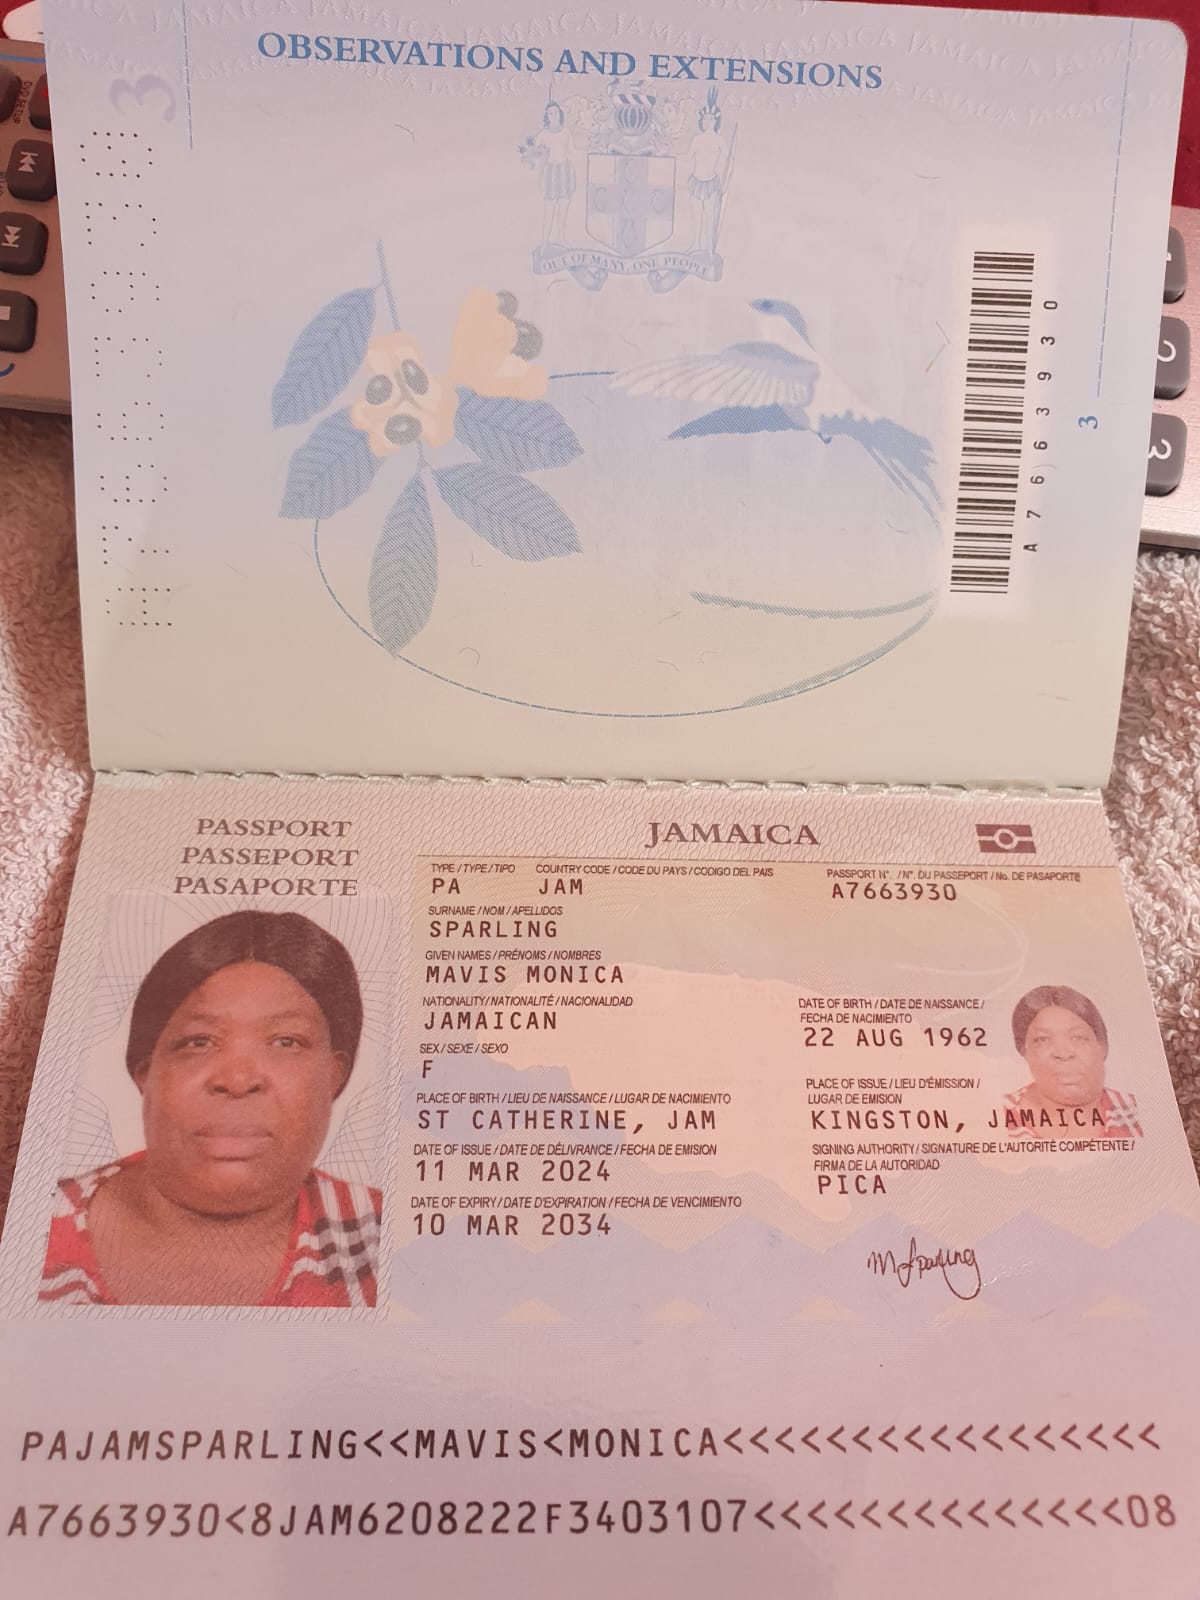 OBSERVATIONS AND EXTENSIONS
OUT OF MANY, ONE PEOPLE
A7663930
3
PASSPORT
PASSEPORT
PASAPORTE
JAMAICA
TYPE / TYPE / TIPO COUNTRY CODE / CODE DU PAYS / CODIGO DEL PAIS PASSPORT Nº. / Nº. DU PASSEPORT / No. DE PASAPORTE
PA JAM A7663930
SURNAME / NOM / APELLIDOS
SPARLING
GIVEN NAMES / PRÉNOMS / NOMBRES
MAVIS MONICA
NATIONALITY / NATIONALITÉ / NACIONALIDAD
JAMAICAN
DATE OF BIRTH / DATE DE NAISSANCE /
FECHA DE NACIMIENTO
22 AUG 1962
SEX / SEXE / SEXO
F
PLACE OF BIRTH / LIEU DE NAISSANCE / LUGAR DE NACIMIENTO
ST CATHERINE, JAM
PLACE OF ISSUE / LIEU D'ÉMISSION /
LUGAR DE EMISION
KINGSTON, JAMAICA
DATE OF ISSUE / DATE DE DÉLIVRANCE / FECHA DE EMISION
11 MAR 2024
SIGNING AUTHORITY / SIGNATURE DE L'AUTORITÉ COMPÉTENTE /
FIRMA DE LA AUTORIDAD
PICA
DATE OF EXPIRY / DATE D'EXPIRATION / FECHA DE VENCIMIENTO
10 MAR 2034
M Sparling
PAJAMSPARLING<<MAVIS<MONICA<<<<<<<<<<<<<<<<<
A7663930<8JAM6208222F3403107<<<<<<<<<<<<<<08